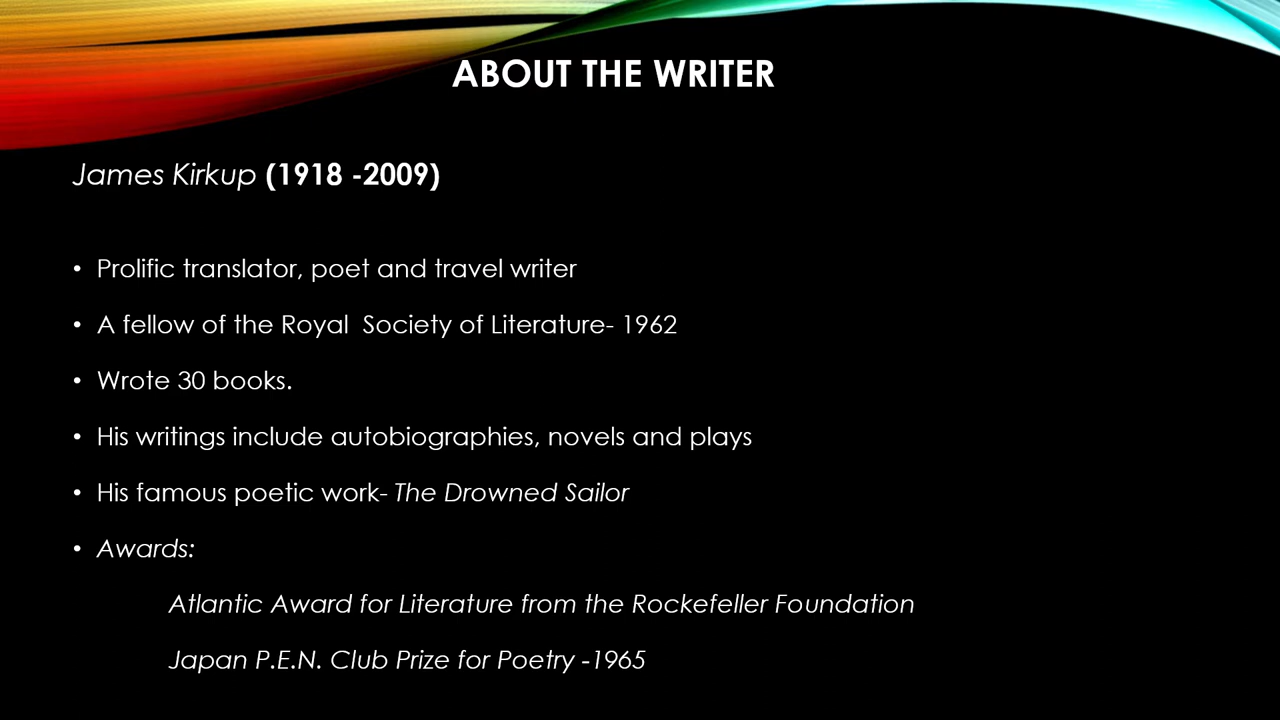 ABOUT THE WRITER
James Kirkup (1918 -2009)
• Prolific translator, poet and travel writer
• A fellow of the Royal  Society of Literature- 1962
• Wrote 30 books.
• His writings include autobiographies, novels and plays
• His famous poetic work- The Drowned Sailor
• Awards:
Atlantic Award for Literature from the Rockefeller Foundation
Japan P.E.N. Club Prize for Poetry -1965